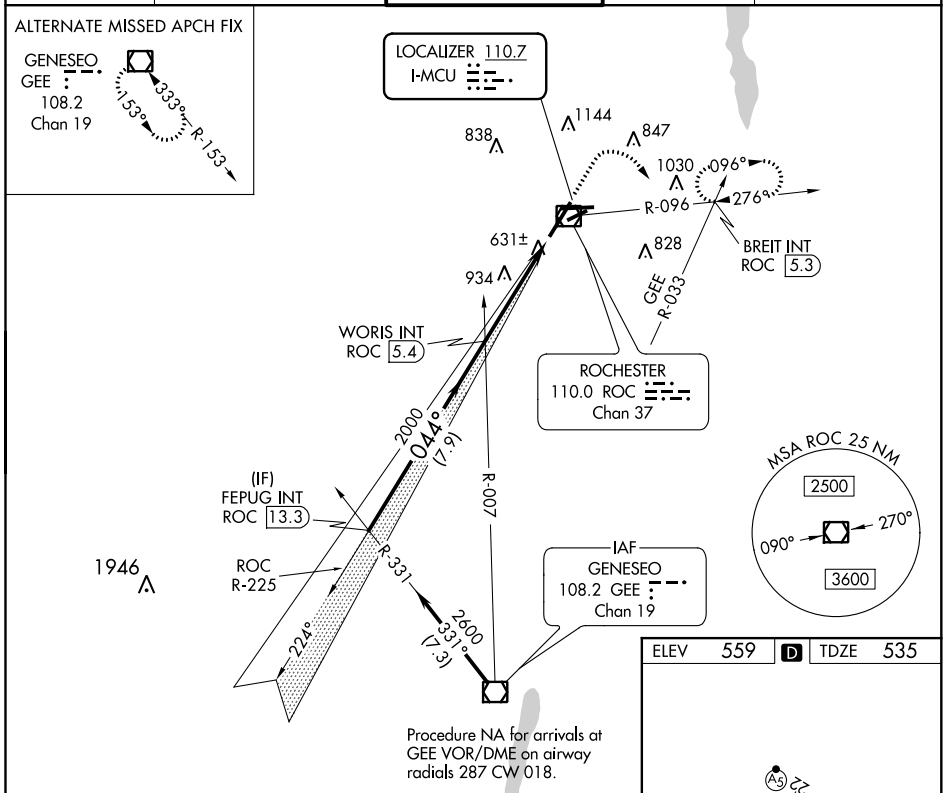 ALTERNATE MISSED APCH FIX
GENESEO
GEE
108.2
Chan 19
153°
333°
R-153
LOCALIZER 110.7
I-MCU
838
1144
847
1030
096°
276°
R-096
BREIT INT
ROC 5.3
631±
934
828
GEE
R-033
WORIS INT
ROC 5.4
ROCHESTER
110.0 ROC
Chan 37
2000
044°
(7.9)
R-007
MSA ROC 25 NM
2500
090°
270°
3600
(IF)
FEPUG INT
ROC 13.3
R-331
1946
ROC
R-225
224°
2600
331°
(7.3)
IAF
GENESEO
108.2 GEE
Chan 19
ELEV 559 D TDZE 535
Procedure NA for arrivals at
GEE VOR/DME on airway
radials 287 CW 018.
A5
22